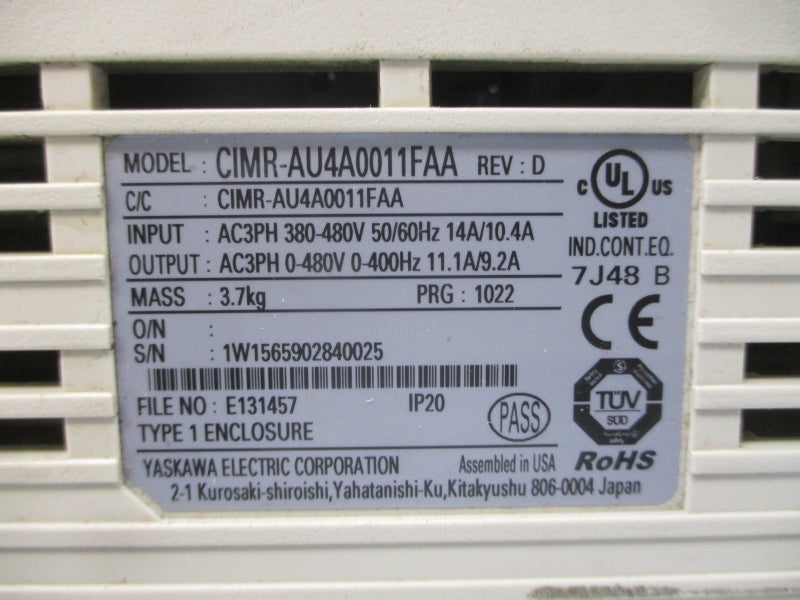 MODEL : CIMR-AU4A0011FAA REV : D
C/C : CIMR-AU4A0011FAA
INPUT : AC3PH 380-480V 50/60Hz 14A/10.4A
OUTPUT : AC3PH 0-480V 0-400Hz 11.1A/9.2A
MASS : 3.7kg PRG : 1022
O/N :
S/N : 1W1565902840025
FILE NO : E131457 IP20
TYPE 1 ENCLOSURE
PASS
YASKAWA ELECTRIC CORPORATION Assembled in USA
2-1 Kurosaki-shiroishi,Yahatanishi-Ku,Kitakyushu 806-0004 Japan
C UL US
LISTED
IND.CONT.EQ.
7J48 B
CE
TÜV
SÜD
RoHS